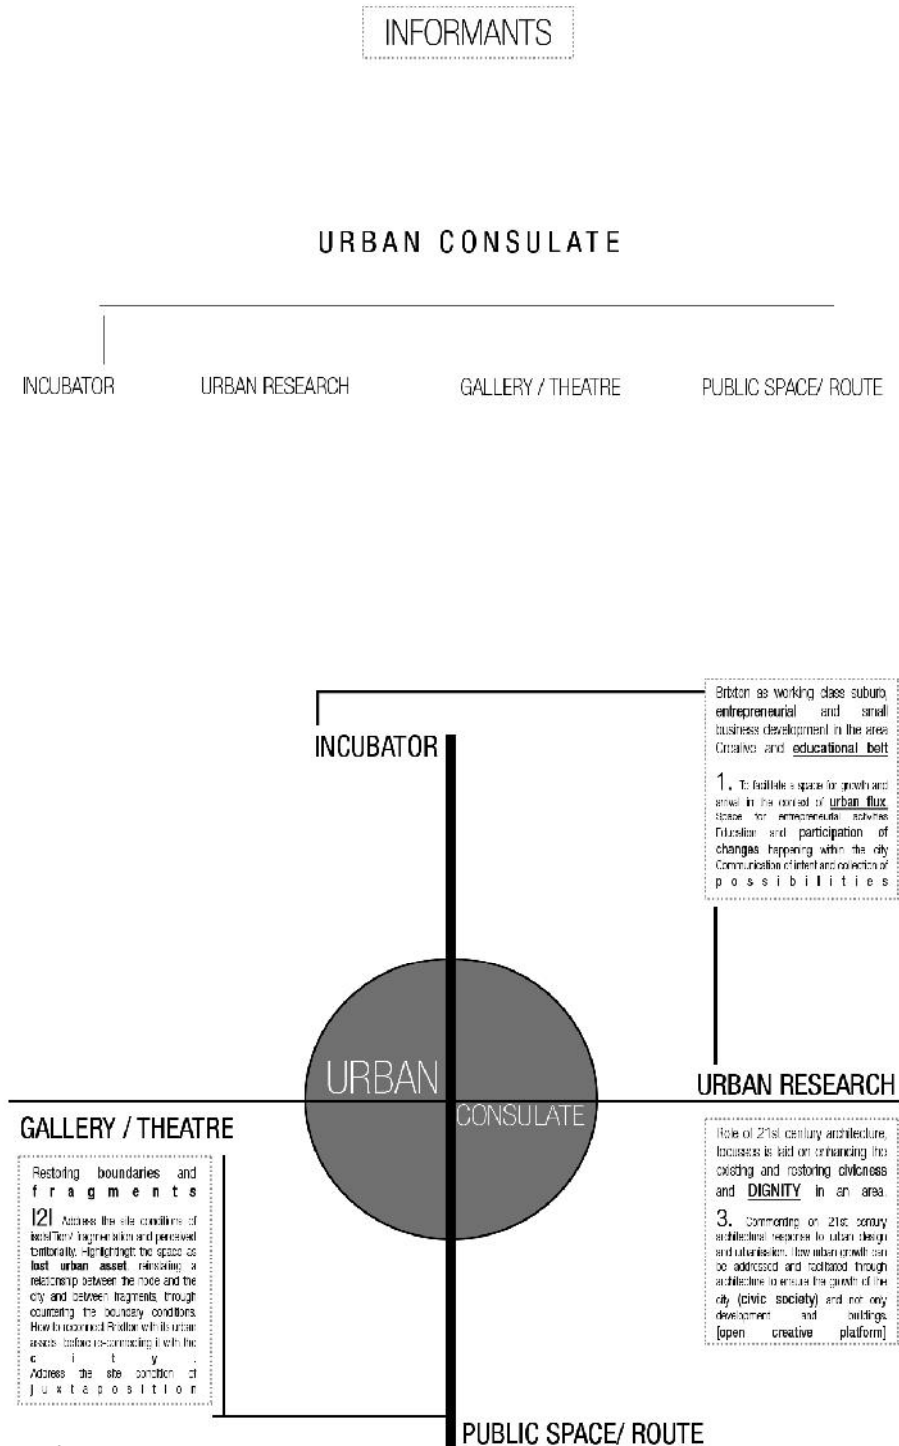 INFORMANTS
URBAN CONSULATE
INCUBATOR URBAN RESEARCH GALLERY / THEATRE PUBLIC SPACE/ ROUTE
Brixton as working class suburb,
entrepreneurial and small
business development in the area
Creative and educational belt
1. To facilitate a space for growth and
arrival in the context of urban flux.
Space for entrepreneurial activities
Education and participation of
changes happening within the city
Communication of intent and collection of
possibilities
INCUBATOR
URBAN
CONSULATE
URBAN RESEARCH
Role of 21st century architecture,
focusses is laid on enhancing the
existing and restoring civicness
and DIGNITY in an area.
3. Commenting on 21st century
architectural response to urban design
and urbanisation. How urban growth can
be addressed and facilitated through
architecture to ensure the growth of the
city (civic society) and not only
development and buildings.
[open creative platform]
GALLERY / THEATRE
Restoring boundaries and
fragments
|2| Address the site conditions of
fragmentation and perceived
territoriality. the space as
lost urban asset, reinstating a
relationship between the node and the
city and between fragments, through
countering the boundary conditions.
How to reconnect Brixton with its urban
assets before re-connecting it with the
city.
Address the site condition of
juxtaposition
PUBLIC SPACE/ ROUTE